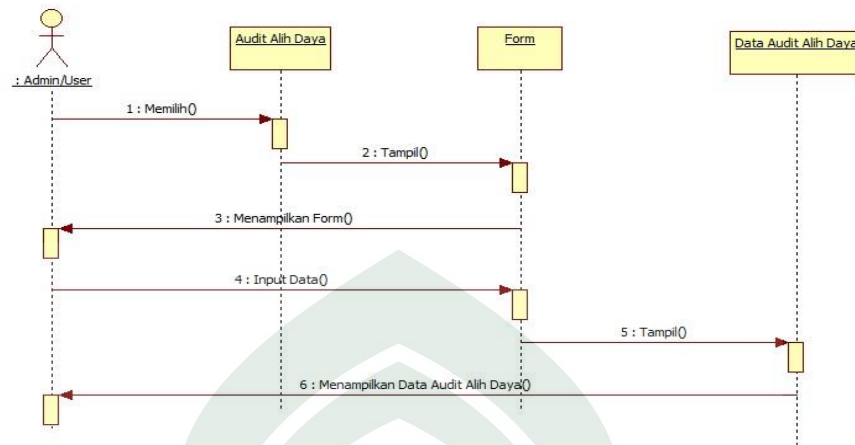 Audit Alih Daya
Form
Data Audit Alih Daya
: Admin/User
1 : Memilih()
2 : Tampil()
3 : Menampilkan Form()
4 : Input Data()
5 : Tampil()
6 : Menampilkan Data Audit Alih Daya()